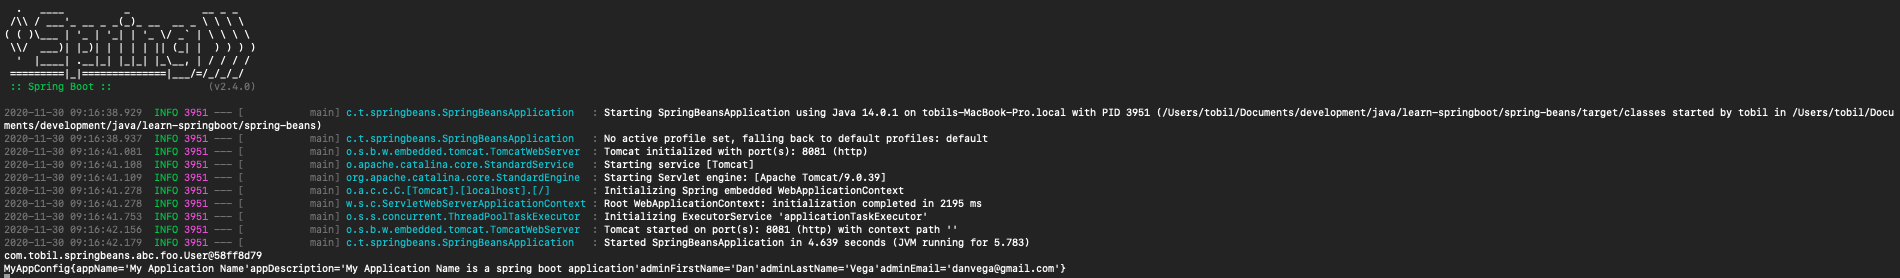 .   ____          _            __ _ _
 /\\ / ___'_ __ _ _(_)_ __  __ _ \ \ \ \
( ( )\___ | '_ | '_| | '_ \/ _` | \ \ \ \
 \\/  ___)| |_)| | | | | || (_| |  ) ) ) )
  '  |____| .__|_| |_|_| |_\__, | / / / /
 =========|_|==============|___/=/_/_/_/
 :: Spring Boot ::                (v2.4.0)
2020-11-30 09:16:38.929  INFO 3951 --- [           main] c.t.springbeans.SpringBeansApplication   : Starting SpringBeansApplication using Java 14.0.1 on tobils-MacBook-Pro.local with PID 3951 (/Users/tobil/Documents/development/java/learn-springboot/spring-beans/target/classes started by tobil in /Users/tobil/Docu
ments/development/java/learn-springboot/spring-beans)
2020-11-30 09:16:38.937  INFO 3951 --- [           main] c.t.springbeans.SpringBeansApplication   : No active profile set, falling back to default profiles: default
2020-11-30 09:16:41.081  INFO 3951 --- [           main] o.s.b.w.embedded.tomcat.TomcatWebServer  : Tomcat initialized with port(s): 8081 (http)
2020-11-30 09:16:41.108  INFO 3951 --- [           main] o.apache.catalina.core.StandardService   : Starting service [Tomcat]
2020-11-30 09:16:41.109  INFO 3951 --- [           main] org.apache.catalina.core.StandardEngine  : Starting Servlet engine: [Apache Tomcat/9.0.39]
2020-11-30 09:16:41.278  INFO 3951 --- [           main] o.a.c.c.C.[Tomcat].[localhost].[/]       : Initializing Spring embedded WebApplicationContext
2020-11-30 09:16:41.278  INFO 3951 --- [           main] w.s.c.ServletWebServerApplicationContext : Root WebApplicationContext: initialization completed in 2195 ms
2020-11-30 09:16:41.753  INFO 3951 --- [           main] o.s.s.concurrent.ThreadPoolTaskExecutor  : Initializing ExecutorService 'applicationTaskExecutor'
2020-11-30 09:16:42.156  INFO 3951 --- [           main] o.s.b.w.embedded.tomcat.TomcatWebServer  : Tomcat started on port(s): 8081 (http) with context path ''
2020-11-30 09:16:42.179  INFO 3951 --- [           main] c.t.springbeans.SpringBeansApplication   : Started SpringBeansApplication in 4.639 seconds (JVM running for 5.783)
com.tobil.springbeans.abc.foo.User@58ff8d79
MyAppConfig{appName='My Application Name'appDescription='My Application Name is a spring boot application'adminFirstName='Dan'adminLastName='Vega'adminEmail='danvega@gmail.com'}